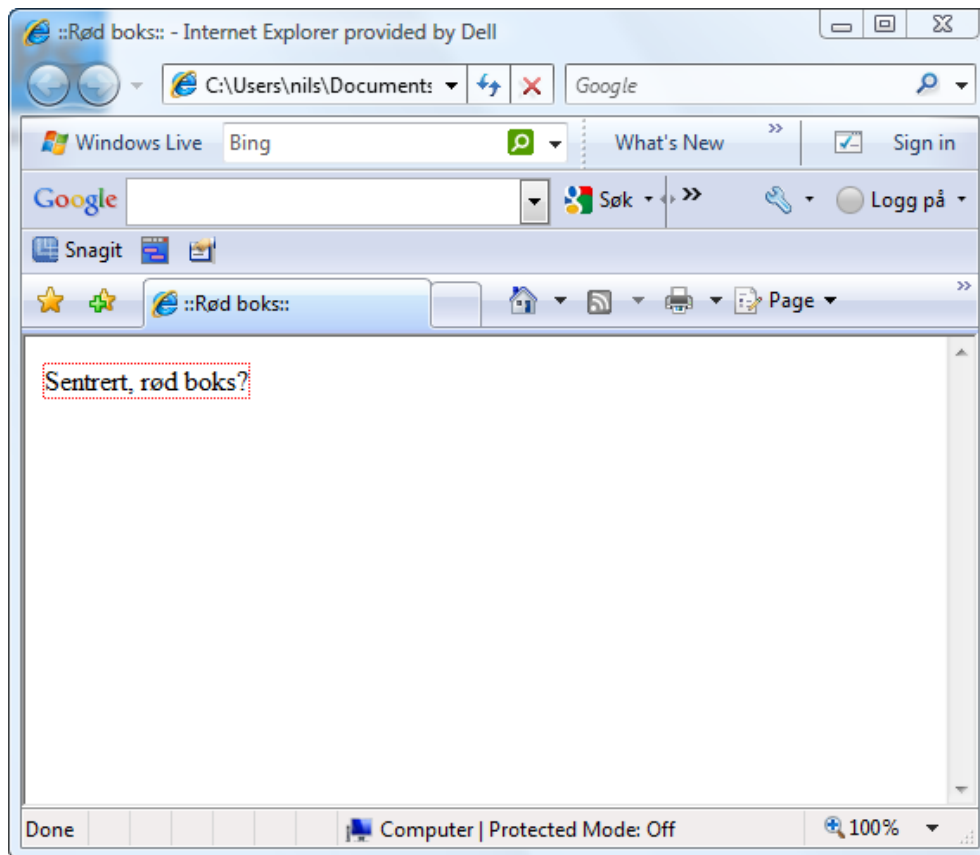 ::Rød boks:: - Internet Explorer provided by Dell
C:\Users\nils\Documents Google
Windows Live Bing What's New >> Sign in
Google Søk >> Logg på
Snagit
::Rød boks:: Page >>
Sentrert, rød boks?
Done Computer | Protected Mode: Off 100%